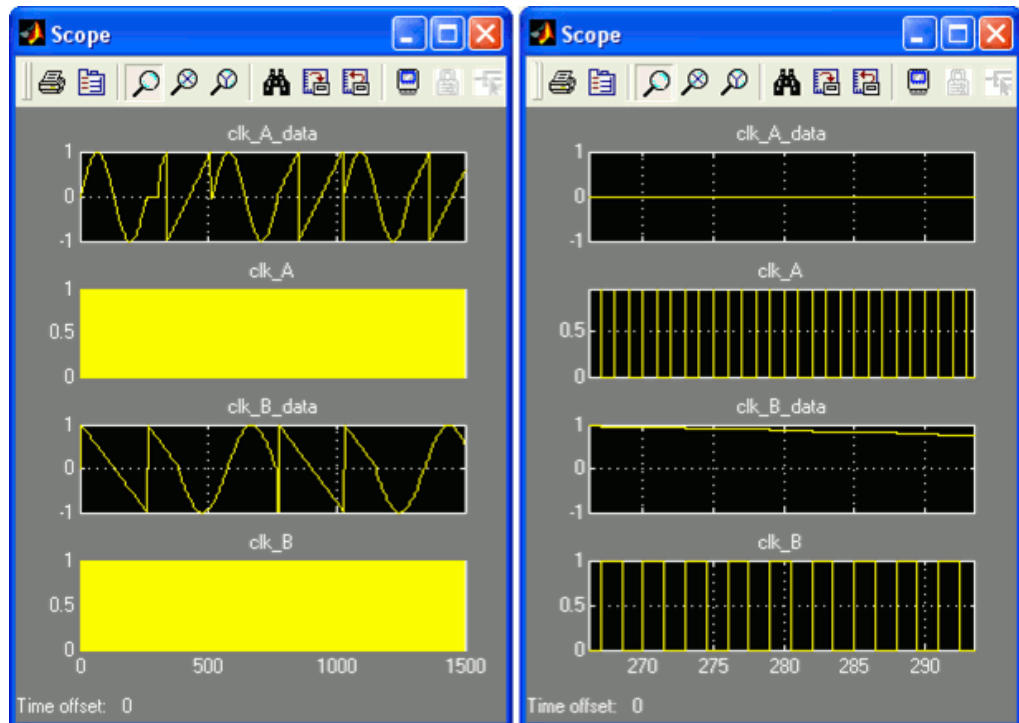 Scope
clk_A_data
1
0
-1
clk_A
1
0.5
0
clk_B_data
1
0
-1
clk_B
1
0.5
0
0 500 1000 1500
Time offset: 0
Scope
clk_A_data
1
0
-1
clk_A
0.5
0
clk_B_data
1
0
-1
clk_B
1
0.5
0
270 275 280 285 290
Time offset: 0